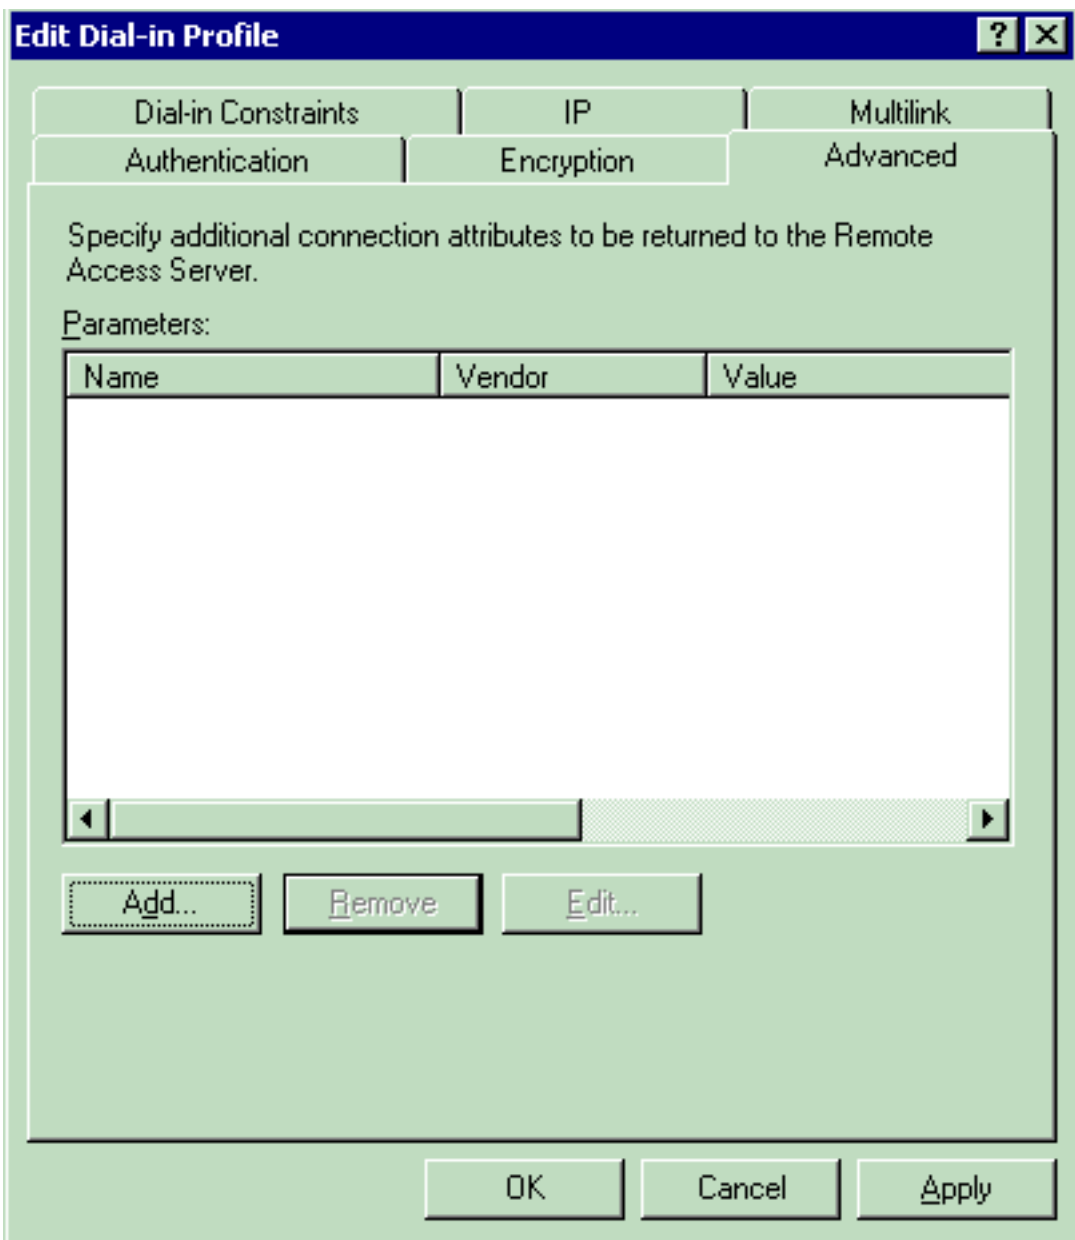 Edit Dial-in Profile
?
Dial-in Constraints IP Multilink
Authentication Encryption Advanced
Specify additional connection attributes to be returned to the Remote
Access Server.
Parameters:
Name Vendor Value
Add... Remove Edit...
OK Cancel Apply